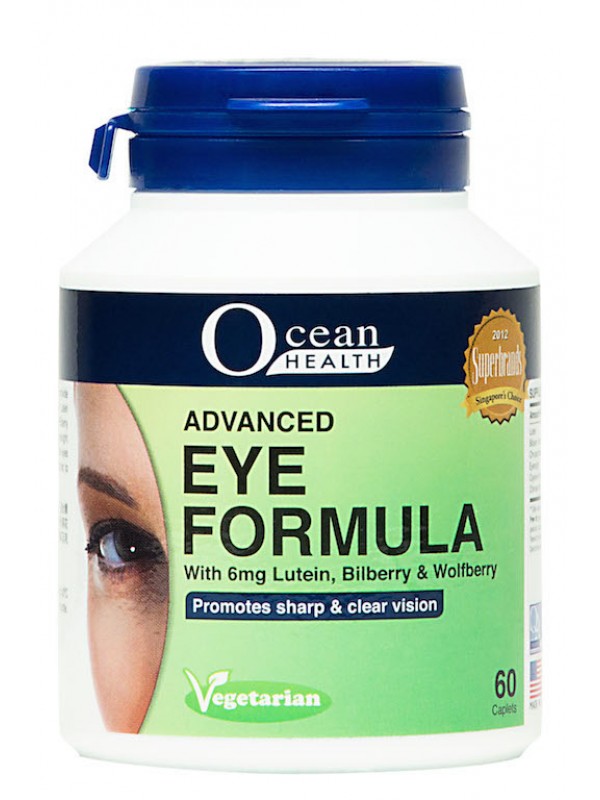 Ocean
HEALTH
2012
Superbrands
Singapore's Choice
ADVANCED
EYE
FORMULA
With 6mg Lutein, Bilberry & Wolfberry
Promotes sharp & clear vision
Vegetarian
60
Caplets